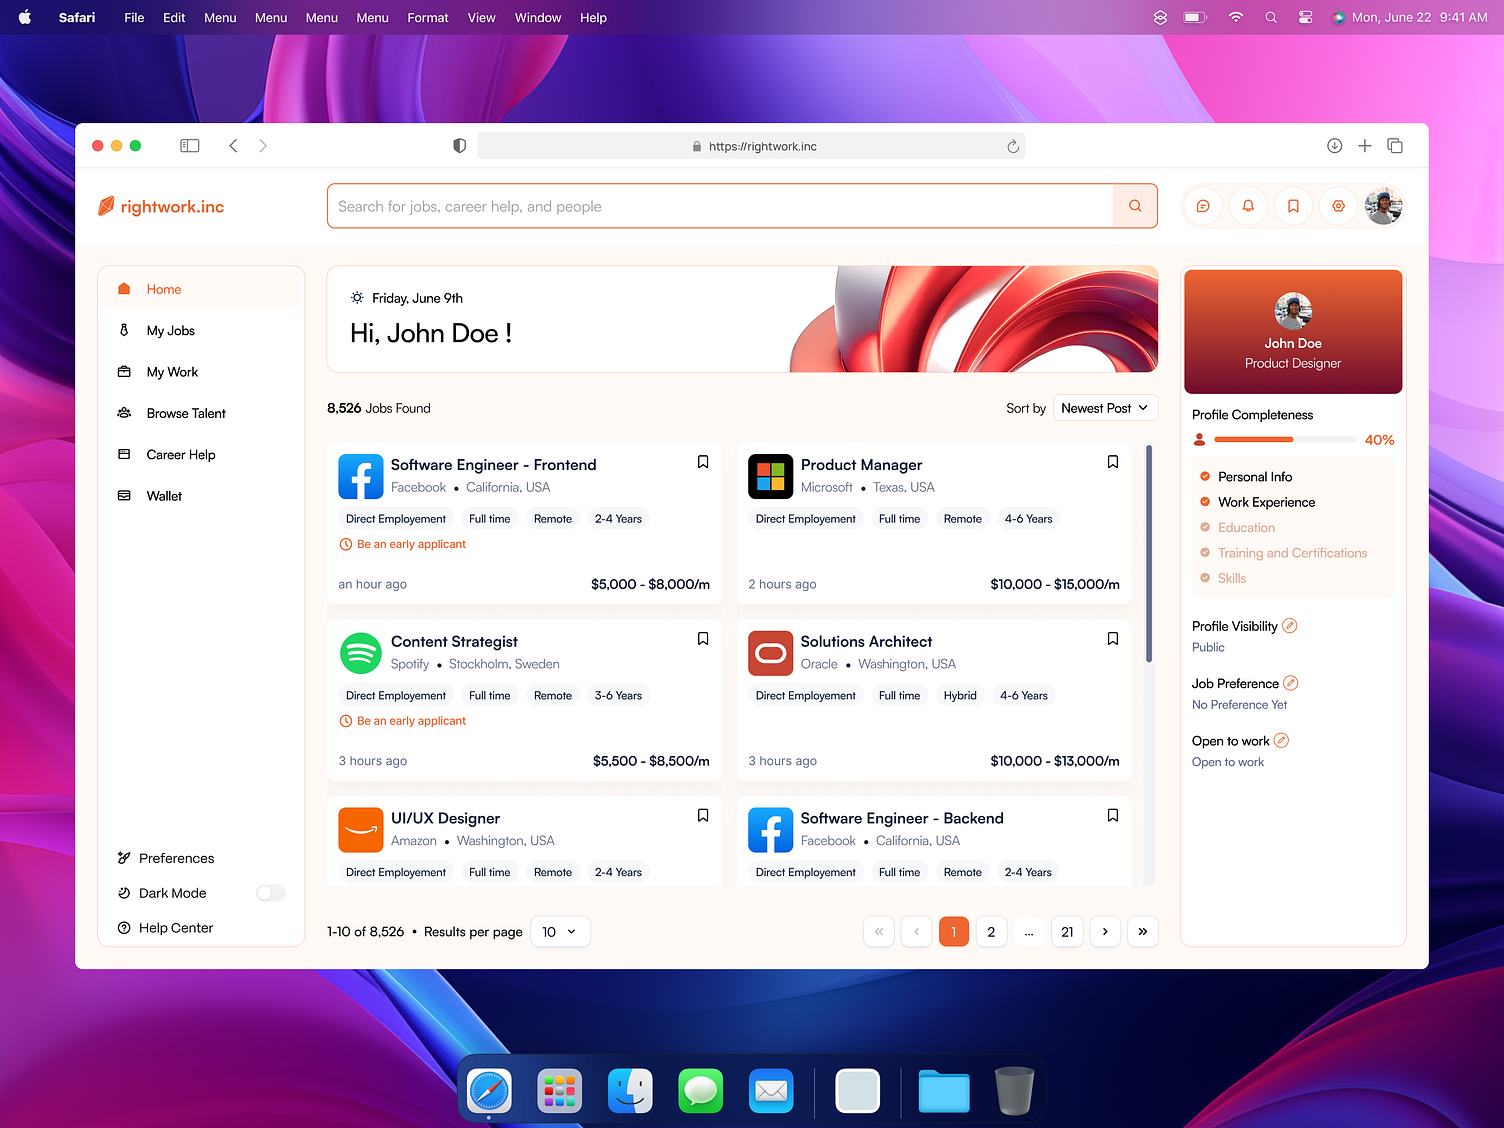 Safari File Edit Menu Menu Menu Menu Format View Window Help Mon, June 22 9:41 AM
https://rightwork.inc
rightwork.inc
Search for jobs, career help, and people
Home
My Jobs
My Work
Browse Talent
Career Help
Wallet
Preferences
Dark Mode
Help Center
Friday, June 9th
Hi, John Doe !
8,526 Jobs Found
Sort by Newest Post
Software Engineer - Frontend
Facebook • California, USA
Direct Employement Full time Remote 2-4 Years
Be an early applicant
an hour ago $5,000 - $8,000/m
Product Manager
Microsoft • Texas, USA
Direct Employement Full time Remote 4-6 Years
2 hours ago $10,000 - $15,000/m
Content Strategist
Spotify • Stockholm, Sweden
Direct Employement Full time Remote 3-6 Years
Be an early applicant
3 hours ago $5,500 - $8,500/m
Solutions Architect
Oracle • Washington, USA
Direct Employement Full time Hybrid 4-6 Years
3 hours ago $10,000 - $13,000/m
UI/UX Designer
Amazon • Washington, USA
Direct Employement Full time Remote 2-4 Years
Software Engineer - Backend
Facebook • California, USA
Direct Employement Full time Remote 2-4 Years
1-10 of 8,526 • Results per page 10
« ‹ 1 2 ... 21 › »
John Doe
Product Designer
Profile Completeness
40%
Personal Info
Work Experience
Education
Training and Certifications
Skills
Profile Visibility
Public
Job Preference
No Preference Yet
Open to work
Open to work